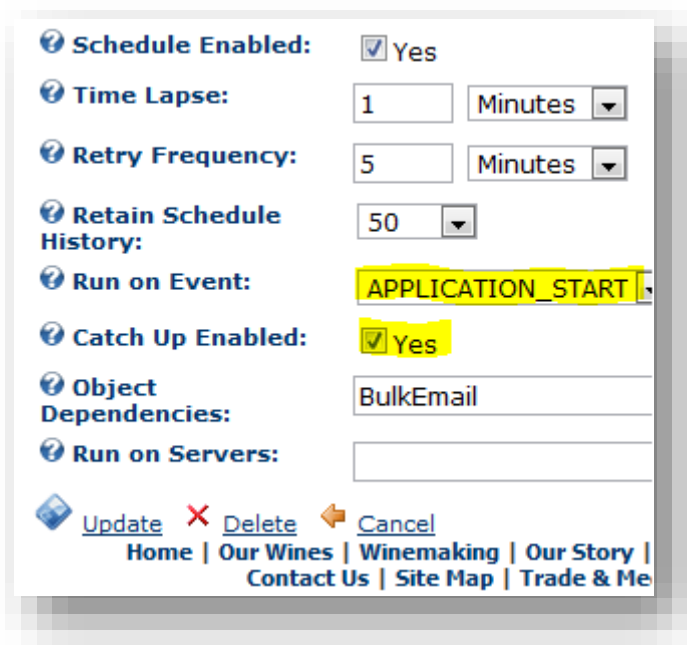 Schedule Enabled: Yes
Time Lapse: 1 Minutes
Retry Frequency: 5 Minutes
Retain Schedule
History: 50
Run on Event: APPLICATION_START
Catch Up Enabled: Yes
Object
Dependencies: BulkEmail
Run on Servers:
Update Delete Cancel
Home | Our Wines | Winemaking | Our Story |
Contact Us | Site Map | Trade & Me